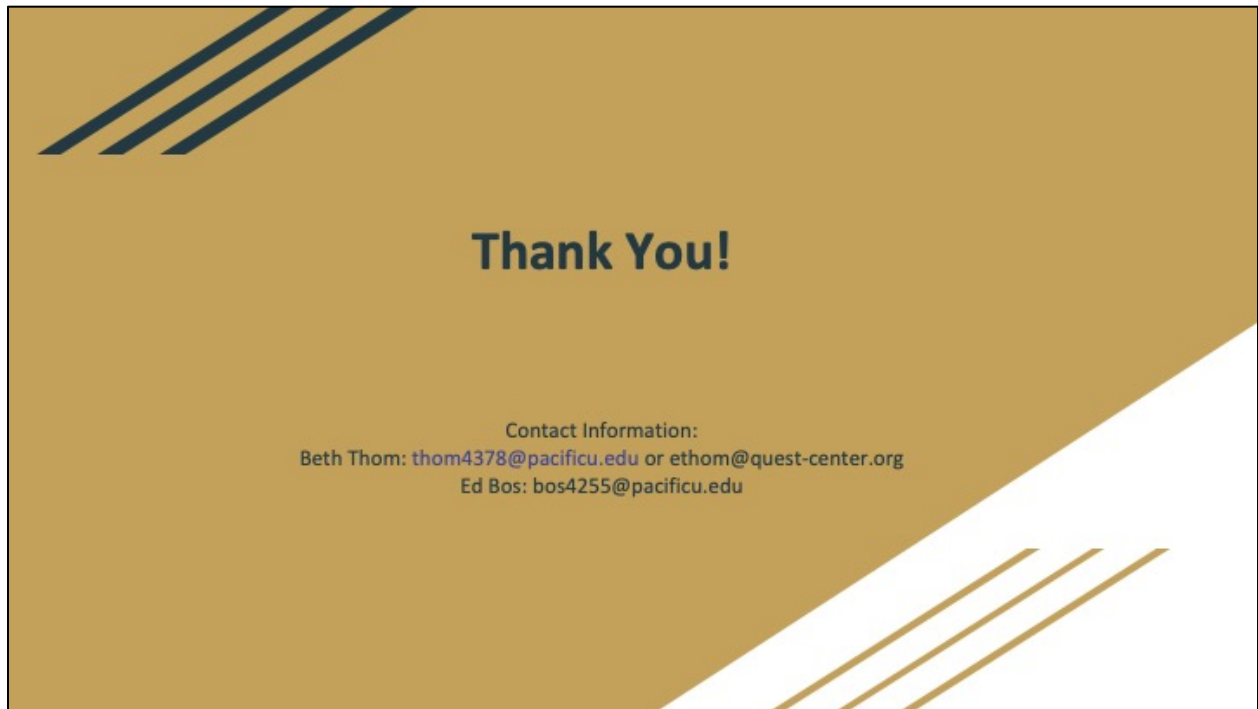 Thank You!
Contact Information:
Beth Thom: thom4378@pacificu.edu or ethom@quest-center.org
Ed Bos: bos4255@pacificu.edu